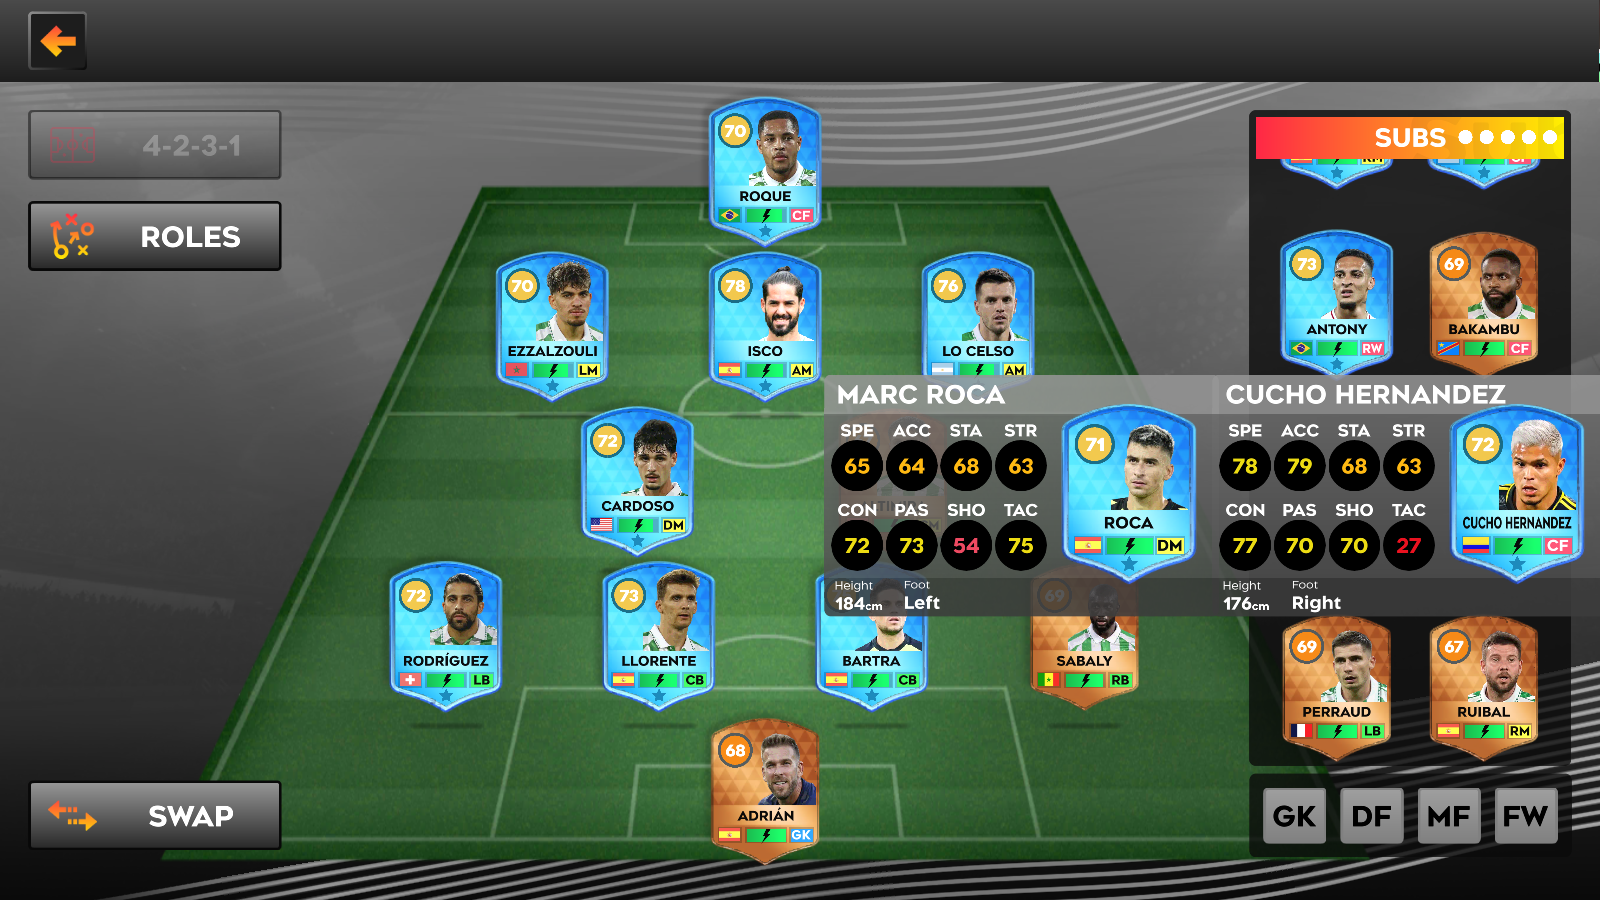 4-2-3-1
ROLES
SWAP
70
ROQUE
CF
70
EZZALZOULI
LM
78
ISCO
AM
76
LO CELSO
AM
72
CARDOSO
DM
72
RODRÍGUEZ
LB
73
LLORENTE
CB
BARTRA
CB
69
SABALY
RB
68
ADRIÁN
GK
MARC ROCA
SPE ACC STA STR
65 64 68 63
CON PAS SHO TAC
72 73 54 75
Height Foot
184cm Left
71
ROCA
DM
CUCHO HERNANDEZ
SPE ACC STA STR
78 79 68 63
CON PAS SHO TAC
77 70 70 27
Height Foot
176cm Right
72
CUCHO HERNANDEZ
CF
SUBS
RM CF
73
ANTONY
RW
69
BAKAMBU
CF
69
PERRAUD
LB
67
RUIBAL
RM
GK DF MF FW